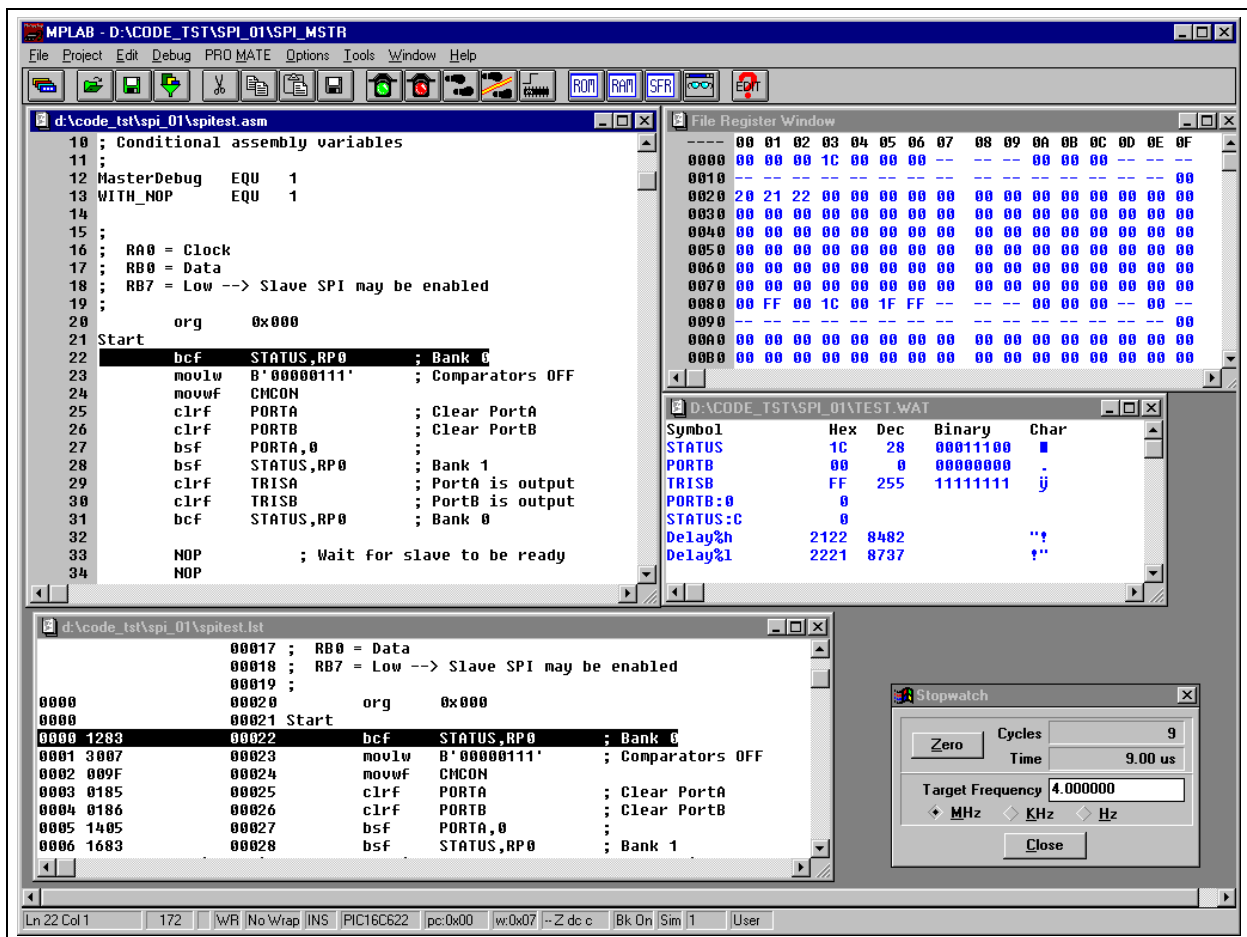 MPLAB - D:\CODE_TST\SPI_01\SPI_MSTR
File Project Edit Debug PRO MATE Options Tools Window Help
ROM RAM SFR EDIT
d:\code_tst\spi_01\spitest.asm
10 ; Conditional assembly variables
11 ;
12 MasterDebug EQU 1
13 WITH_NOP EQU 1
14
15 ;
16 ; RA0 = Clock
17 ; RB0 = Data
18 ; RB7 = Low --> Slave SPI may be enabled
19 ;
20 org 0x000
21 Start
22 bcf STATUS,RP0 ; Bank 0
23 movlw B'00000111' ; Comparators OFF
24 movwf CMCON
25 clrf PORTA ; Clear PortA
26 clrf PORTB ; Clear PortB
27 bsf PORTA,0 ;
28 bsf STATUS,RP0 ; Bank 1
29 clrf TRISA ; PortA is output
30 clrf TRISB ; PortB is output
31 bcf STATUS,RP0 ; Bank 0
32
33 NOP ; Wait for slave to be ready
34 NOP
File Register Window
---- 00 01 02 03 04 05 06 07 08 09 0A 0B 0C 0D 0E 0F
0000 00 00 00 1C 00 00 00 -- -- -- 00 00 00 -- -- --
0010 -- -- -- -- -- -- -- -- -- -- -- -- -- -- -- 00
0020 20 21 22 00 00 00 00 00 00 00 00 00 00 00 00 00
0030 00 00 00 00 00 00 00 00 00 00 00 00 00 00 00 00
0040 00 00 00 00 00 00 00 00 00 00 00 00 00 00 00 00
0050 00 00 00 00 00 00 00 00 00 00 00 00 00 00 00 00
0060 00 00 00 00 00 00 00 00 00 00 00 00 00 00 00 00
0070 00 00 00 00 00 00 00 00 00 00 00 00 00 00 00 00
0080 00 FF 00 1C 00 1F FF -- -- -- 00 00 00 -- 00 --
0090 -- -- -- -- -- -- -- -- -- -- -- -- -- -- -- 00
00A0 00 00 00 00 00 00 00 00 00 00 00 00 00 00 00 00
00B0 00 00 00 00 00 00 00 00 00 00 00 00 00 00 00 00
D:\CODE_TST\SPI_01\TEST.WAT
Symbol Hex Dec Binary Char
STATUS 1C 28 00011100 ■
PORTB 00 0 00000000 .
TRISB FF 255 11111111 ÿ
PORTB:0 0
STATUS:C 0
Delay%h 2122 8482 "!
Delay%l 2221 8737 !"
d:\code_tst\spi_01\spitest.lst
00017 ; RB0 = Data
00018 ; RB7 = Low --> Slave SPI may be enabled
00019 ;
0000 00020 org 0x000
0000 00021 Start
0000 1283 00022 bcf STATUS,RP0 ; Bank 0
0001 3007 00023 movlw B'00000111' ; Comparators OFF
0002 009F 00024 movwf CMCON
0003 0185 00025 clrf PORTA ; Clear PortA
0004 0186 00026 clrf PORTB ; Clear PortB
0005 1405 00027 bsf PORTA,0 ;
0006 1683 00028 bsf STATUS,RP0 ; Bank 1
Stopwatch
Zero Cycles 9
Time 9.00 us
Target Frequency 4.000000
MHz KHz Hz
Close
Ln 22 Col 1 172 WR No Wrap INS PIC16C622 pc:0x00 w:0x07 -- Z dc c Bk On Sim 1 User